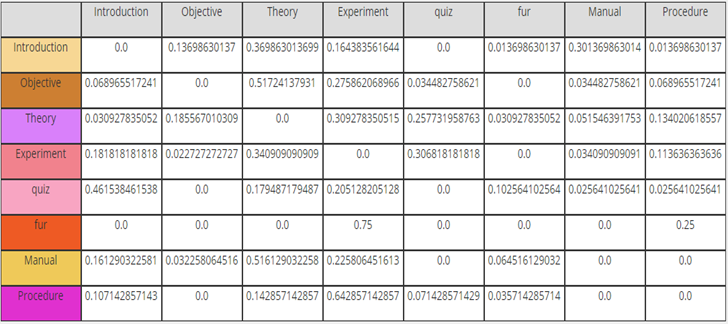 Introduction Objective Theory Experiment quiz fur Manual Procedure
Introduction 0.0 0.13698630137 0.369863013699 0.164383561644 0.0 0.013698630137 0.301369863014 0.013698630137
Objective 0.068965517241 0.0 0.51724137931 0.275862068966 0.034482758621 0.0 0.034482758621 0.068965517241
Theory 0.030927835052 0.185567010309 0.0 0.309278350515 0.257731958763 0.030927835052 0.051546391753 0.134020618557
Experiment 0.181818181818 0.022727272727 0.340909090909 0.0 0.306818181818 0.0 0.034090909091 0.113636363636
quiz 0.461538461538 0.0 0.179487179487 0.205128205128 0.0 0.102564102564 0.025641025641 0.025641025641
fur 0.0 0.0 0.0 0.75 0.0 0.0 0.0 0.25
Manual 0.161290322581 0.032258064516 0.516129032258 0.225806451613 0.0 0.064516129032 0.0 0.0
Procedure 0.107142857143 0.0 0.142857142857 0.642857142857 0.071428571429 0.035714285714 0.0 0.0